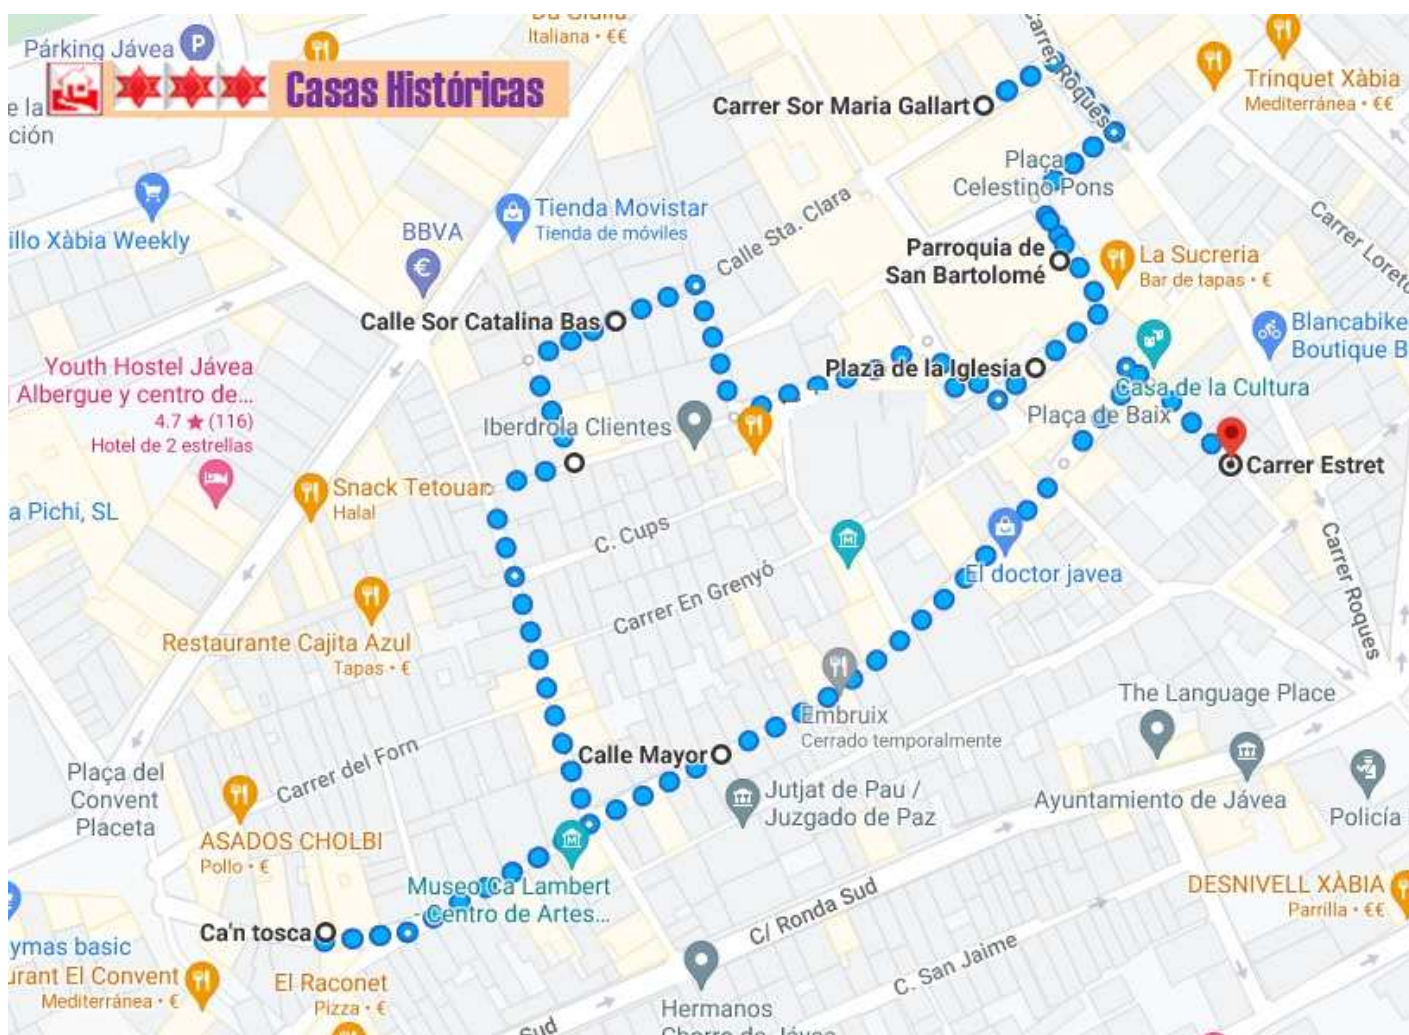 Da Giulia
Italiana • €€
Párking Jávea
P
Casas Históricas
e la
ción
Carrer Roques
Trinquet Xàbia
Mediterránea • €€
Carrer Sor Maria Gallart
Plaça
Celestino Pons
Tienda Movistar
Tienda de móviles
Calle Sta. Clara
Carrer Loreto
illo Xàbia Weekly
BBVA
€
Parroquia de
San Bartolomé
La Sucreria
Bar de tapas • €
Calle Sor Catalina Bas
Blancabike
Boutique B
Youth Hostel Jávea
Albergue y centro de...
4.7 ★ (116)
Hotel de 2 estrellas
Plaza de la Iglesia
Casa de la Cultura
Plaça de Baix
Iberdrola Clientes
Carrer Estret
Snack Tetouan
Halal
a Pichi, SL
C. Cups
El doctor javea
Carrer En Grenyó
Carrer Roques
Restaurante Cajita Azul
Tapas • €
The Language Place
Embruix
Cerrado temporalmente
Calle Mayor
Carrer del Forn
Plaça del
Convent
Placeta
Jutjat de Pau /
Juzgado de Paz
Ayuntamiento de Jávea
Policía
ASADOS CHOLBI
Pollo • €
Museo Ca Lambert
- Centro de Artes...
DESNIVELL XÀBIA
Parrilla • €€
C/ Ronda Sud
Ca'n tosca
ymas basic
urant El Convent
Mediterránea • €
El Raconet
Pizza • €
C. San Jaime
Hermanos
Sud